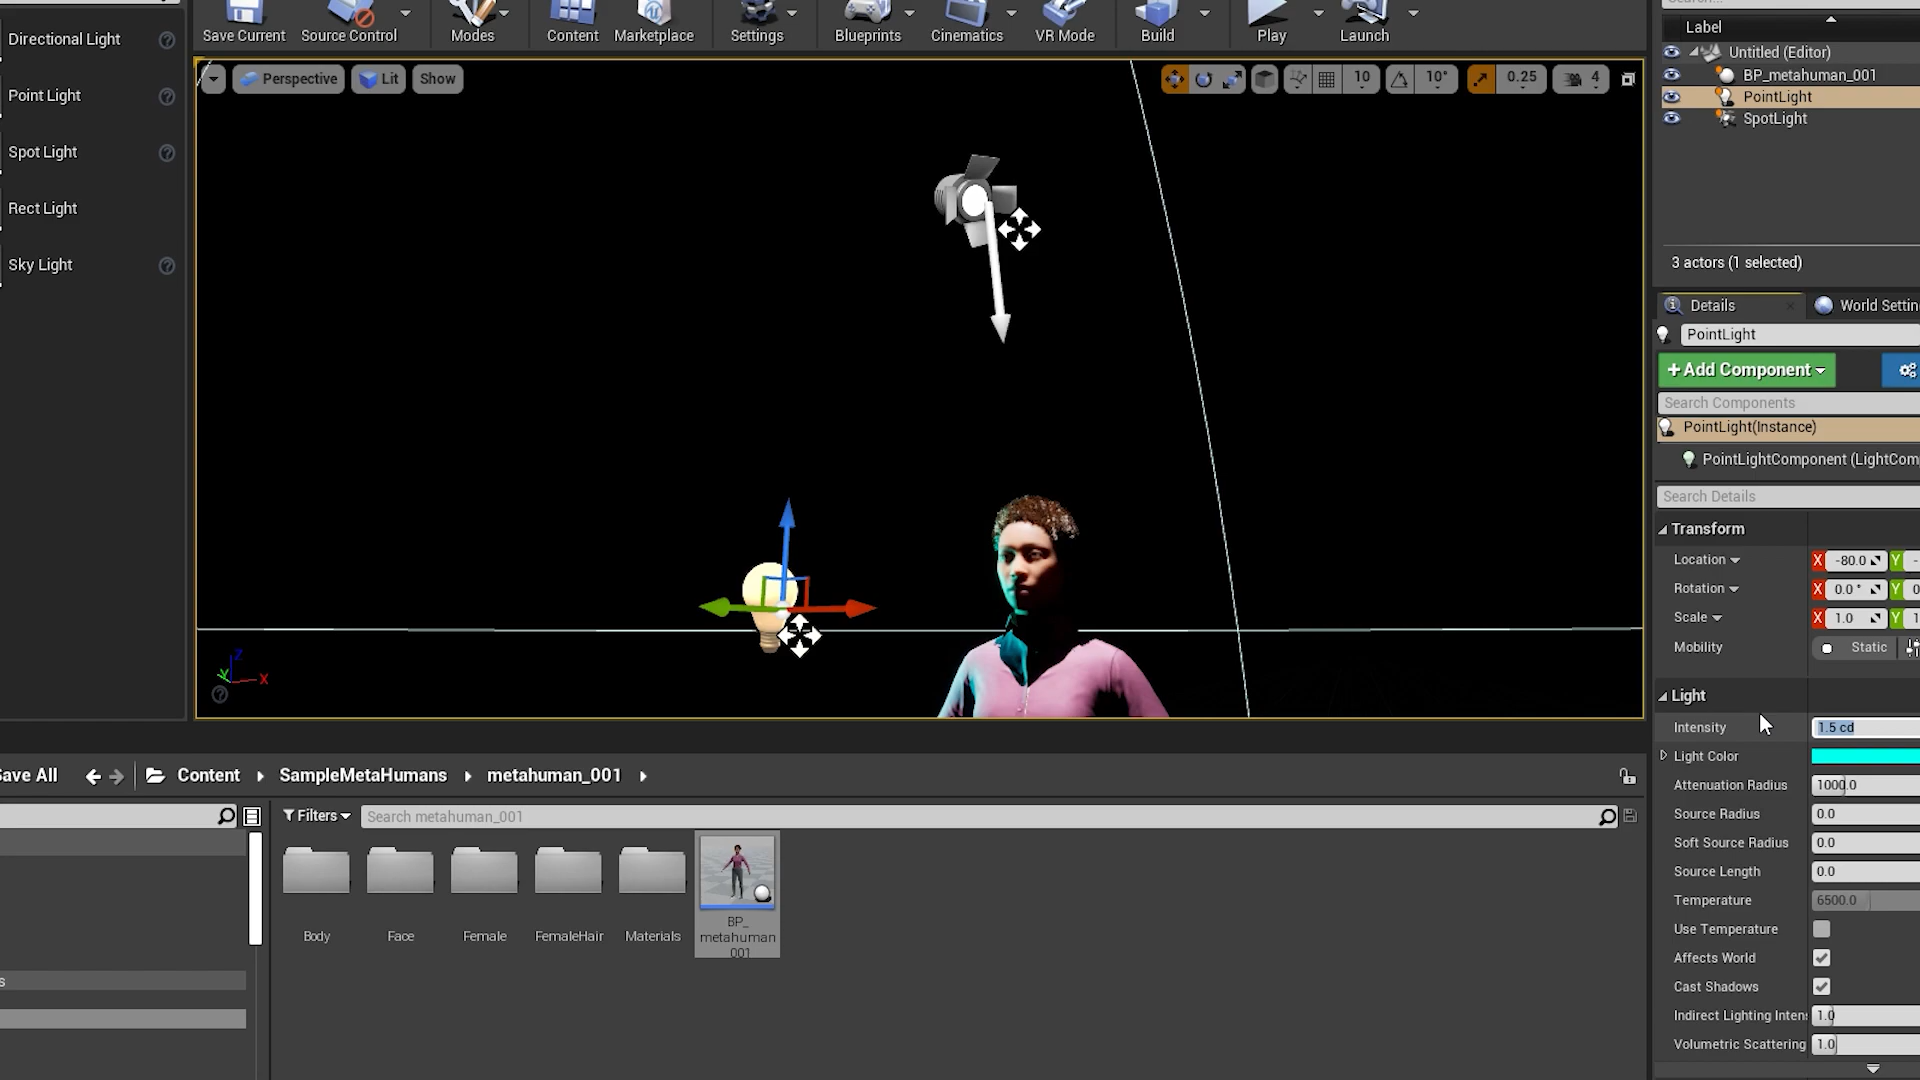 Directional Light
Point Light
Spot Light
Rect Light
Sky Light
Save Current
Source Control
Modes
Content
Marketplace
Settings
Blueprints
Cinematics
VR Mode
Build
Play
Launch
Perspective
Lit
Show
10
10°
0.25
4
Z
Y
X
Label
Untitled (Editor)
BP_metahuman_001
PointLight
SpotLight
3 actors (1 selected)
Details
World Settin
PointLight
+Add Component
Search Components
PointLight(Instance)
PointLightComponent (LightCom
Search Details
Transform
Location X -80.0 Y -
Rotation X 0.0 ° Y 0
Scale X 1.0 Y 1
Mobility Static
Light
Intensity 1.5 cd
Light Color
Attenuation Radius 1000.0
Source Radius 0.0
Soft Source Radius 0.0
Source Length 0.0
Temperature 6500.0
Use Temperature
Affects World
Cast Shadows
Indirect Lighting Inten 1.0
Volumetric Scattering 1.0
Save All
Content
SampleMetaHumans
metahuman_001
Filters
Search metahuman_001
Body
Face
Female
FemaleHair
Materials
BP_
metahuman
001
s